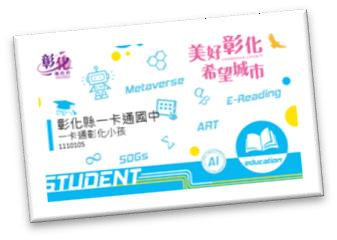 彰化
美好彰化
希望城市
Metaverse
E-Reading
彰化縣一卡通國中
一卡通彰化小孩
1110105
ART
SDGs
AI
education
STUDENT